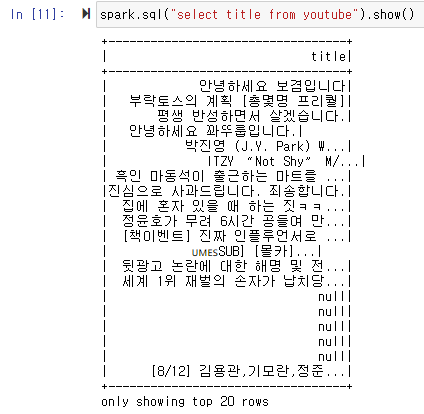 In [11]:
spark.sql("select title from youtube").show()
+--------------------------------+
| title|
+--------------------------------+
| 안녕하세요 보겸입니다|
| 부락토스의 계획 [총몇명 프리퀄]|
| 평생 반성하면서 살겠습니다.|
| 안녕하세요 꽈뚜룹입니다.|
| 박진영 (J.Y. Park) W...|
| ITZY “Not Shy” M/...|
| 흑인 마동석이 출근하는 마트를 ...|
|진심으로 사과드립니다. 죄송합니다.|
| 집에 혼자 있을 때 하는 짓ㅋㅋ...|
| 정윤호가 무려 6시간 공들여 만...|
| [책이벤트] 진짜 인플루언서로 ...|
| UMES SUB] [몰카]...|
| 뒷광고 논란에 대한 해명 및 전...|
| 세계 1위 재벌의 손자가 납치당...|
| null|
| null|
| null|
| null|
| null|
| [8/12] 김용관,기모란,정준...|
+--------------------------------+
only showing top 20 rows